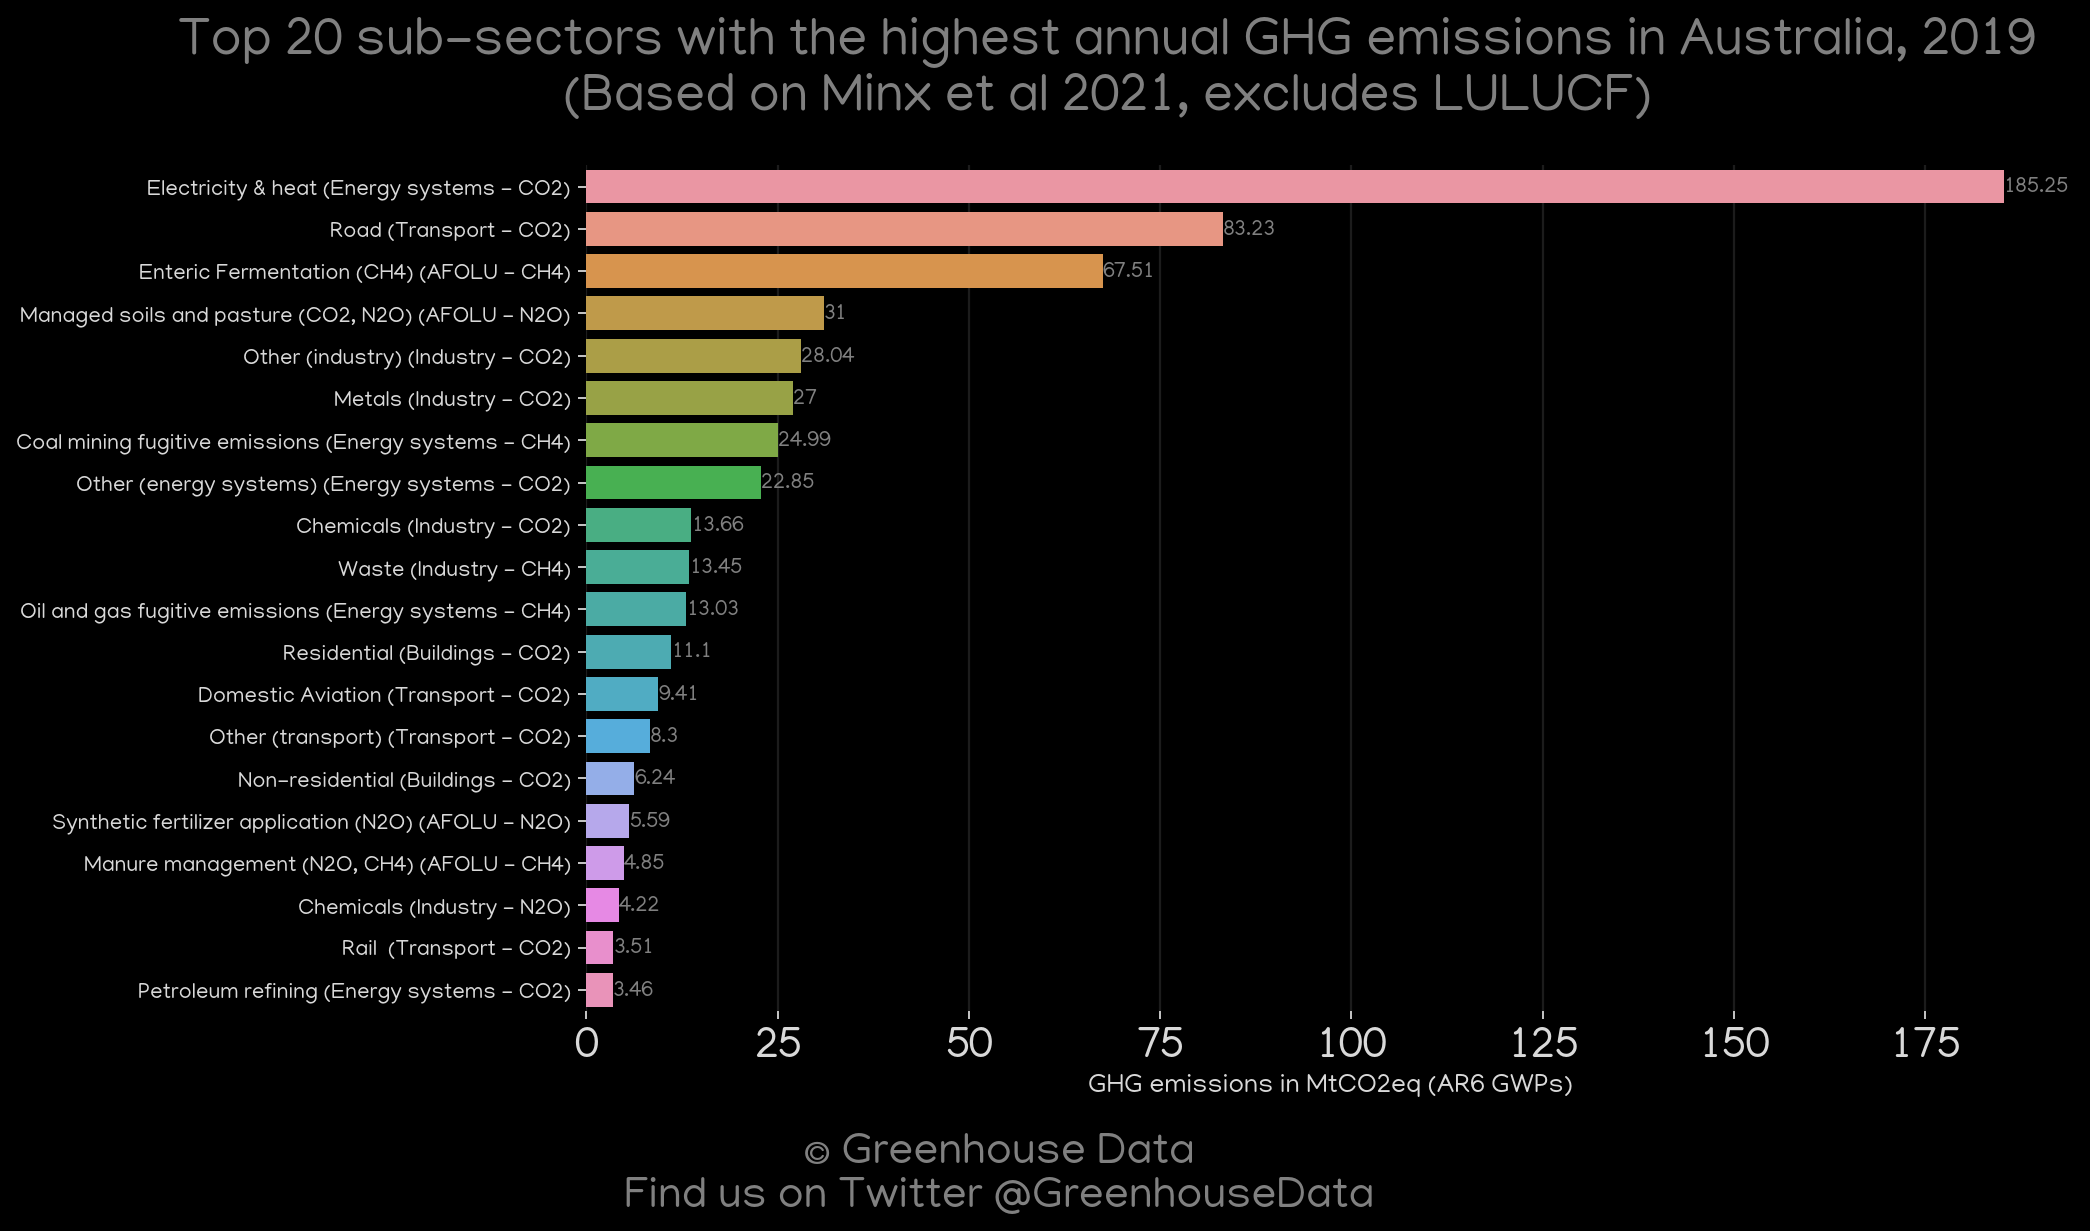 Top 20 sub-sectors with the highest annual GHG emissions in Australia, 2019
(Based on Minx et al 2021, excludes LULUCF)
Electricity & heat (Energy systems - CO2) 185.25
Road (Transport - CO2) 83.23
Enteric Fermentation (CH4) (AFOLU - CH4) 67.51
Managed soils and pasture (CO2, N2O) (AFOLU - N2O) 31
Other (industry) (Industry - CO2) 28.04
Metals (Industry - CO2) 27
Coal mining fugitive emissions (Energy systems - CH4) 24.99
Other (energy systems) (Energy systems - CO2) 22.85
Chemicals (Industry - CO2) 13.66
Waste (Industry - CH4) 13.45
Oil and gas fugitive emissions (Energy systems - CH4) 13.03
Residential (Buildings - CO2) 11.1
Domestic Aviation (Transport - CO2) 9.41
Other (transport) (Transport - CO2) 8.3
Non-residential (Buildings - CO2) 6.24
Synthetic fertilizer application (N2O) (AFOLU - N2O) 5.59
Manure management (N2O, CH4) (AFOLU - CH4) 4.85
Chemicals (Industry - N2O) 4.22
Rail (Transport - CO2) 3.51
Petroleum refining (Energy systems - CO2) 3.46
0 25 50 75 100 125 150 175
GHG emissions in MtCO2eq (AR6 GWPs)
© Greenhouse Data
Find us on Twitter @GreenhouseData